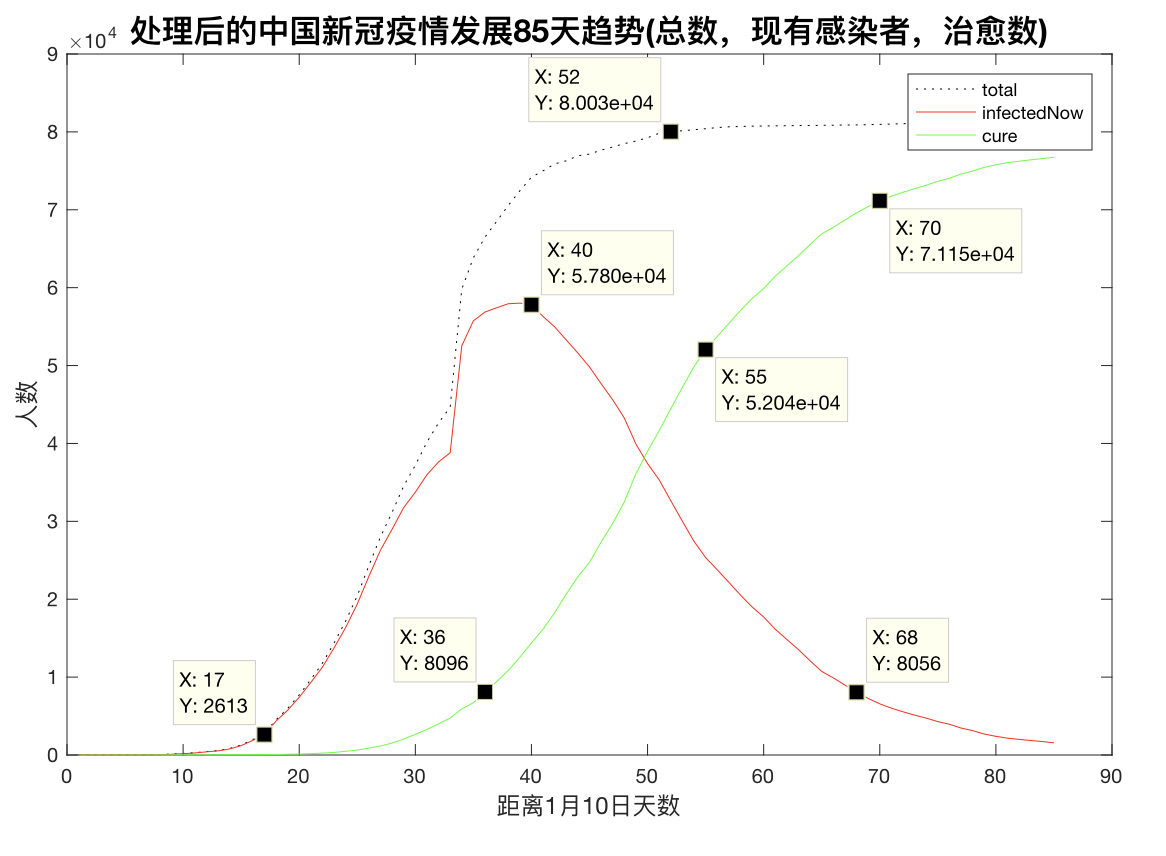 处理后的中国新冠疫情发展85天趋势(总数，现有感染者，治愈数)
×10⁴
9
8
7
6
5
4
3
2
1
0
人数
X: 52
Y: 8.003e+04
total
infectedNow
cure
X: 40
Y: 5.780e+04
X: 70
Y: 7.115e+04
X: 55
Y: 5.204e+04
X: 36
Y: 8096
X: 68
Y: 8056
X: 17
Y: 2613
0 10 20 30 40 50 60 70 80 90
距离1月10日天数